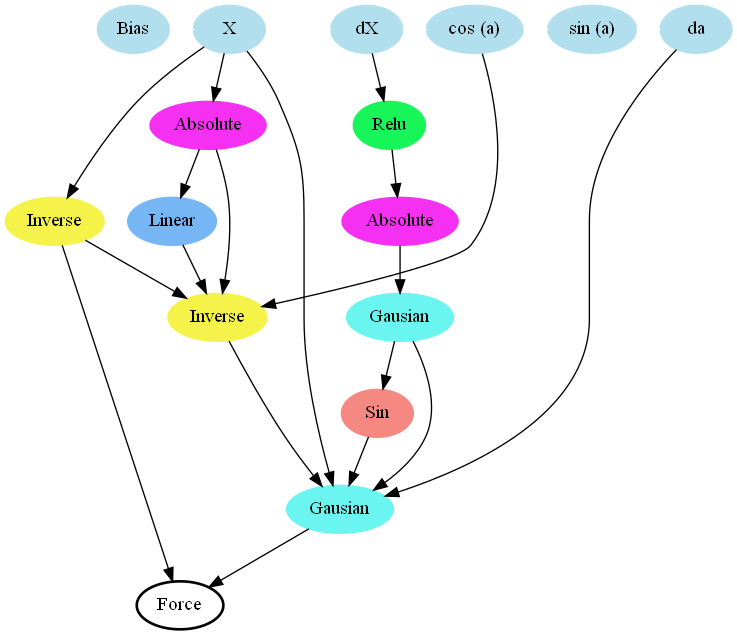 Bias
X
dX
cos (a)
sin (a)
da
Absolute
Relu
Inverse
Linear
Absolute
Inverse
Gausian
Sin
Gausian
Force